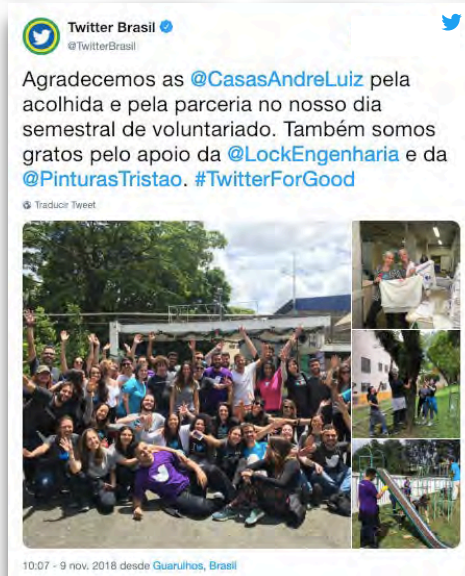 Twitter Brasil
@TwitterBrasil
Agradecemos as @CasasAndreLuiz pela
acolhida e pela parceria no nosso dia
semestral de voluntariado. Também somos
gratos pelo apoio da @LockEngenharia e da
@PinturasTristao. #TwitterForGood
Traducir Tweet
10:07 - 9 nov. 2018 desde Guarulhos, Brasil